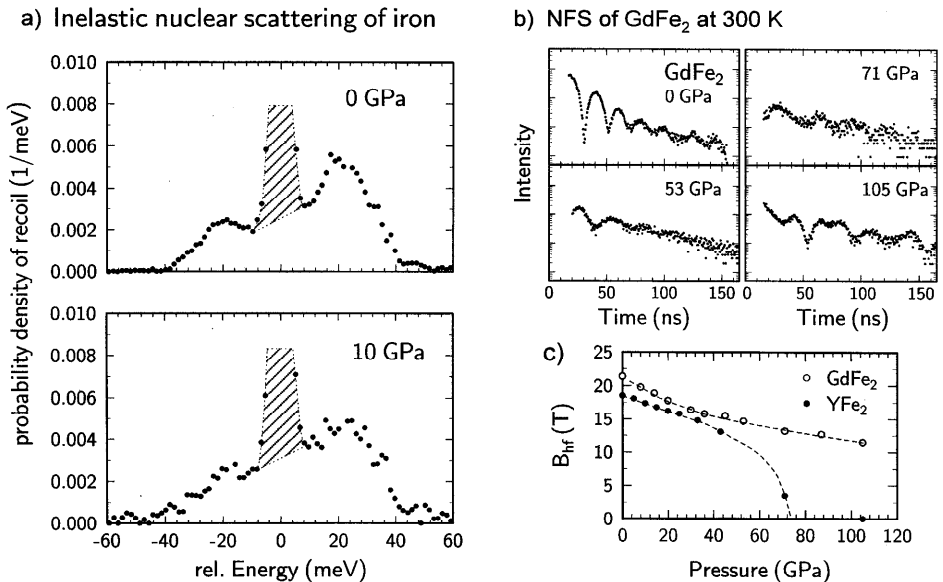 a) Inelastic nuclear scattering of iron
probability density of recoil (1/meV)
0.010
0.008
0.006
0.004
0.002
0.000
0 GPa
0.010
0.008
0.006
0.004
0.002
0.000
10 GPa
-60 -40 -20 0 20 40 60
rel. Energy (meV)
b) NFS of GdFe₂ at 300 K
Intensity
GdFe₂
0 GPa
71 GPa
53 GPa
105 GPa
0 50 100 150 0 50 100 150
Time (ns) Time (ns)
c)
B_hf (T)
25
20
15
10
5
0
GdFe₂
YFe₂
0 20 40 60 80 100 120
Pressure (GPa)